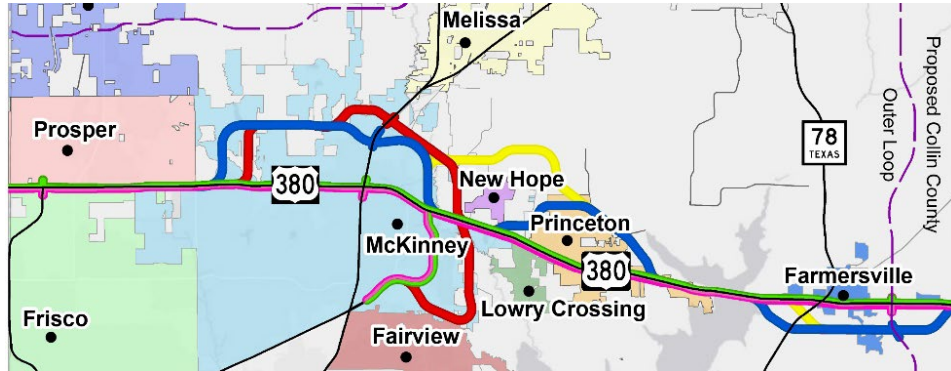 Melissa
Proposed Collin County
Outer Loop
Prosper
78
TEXAS
380
New Hope
Princeton
McKinney
380
Farmersville
Lowry Crossing
Frisco
Fairview